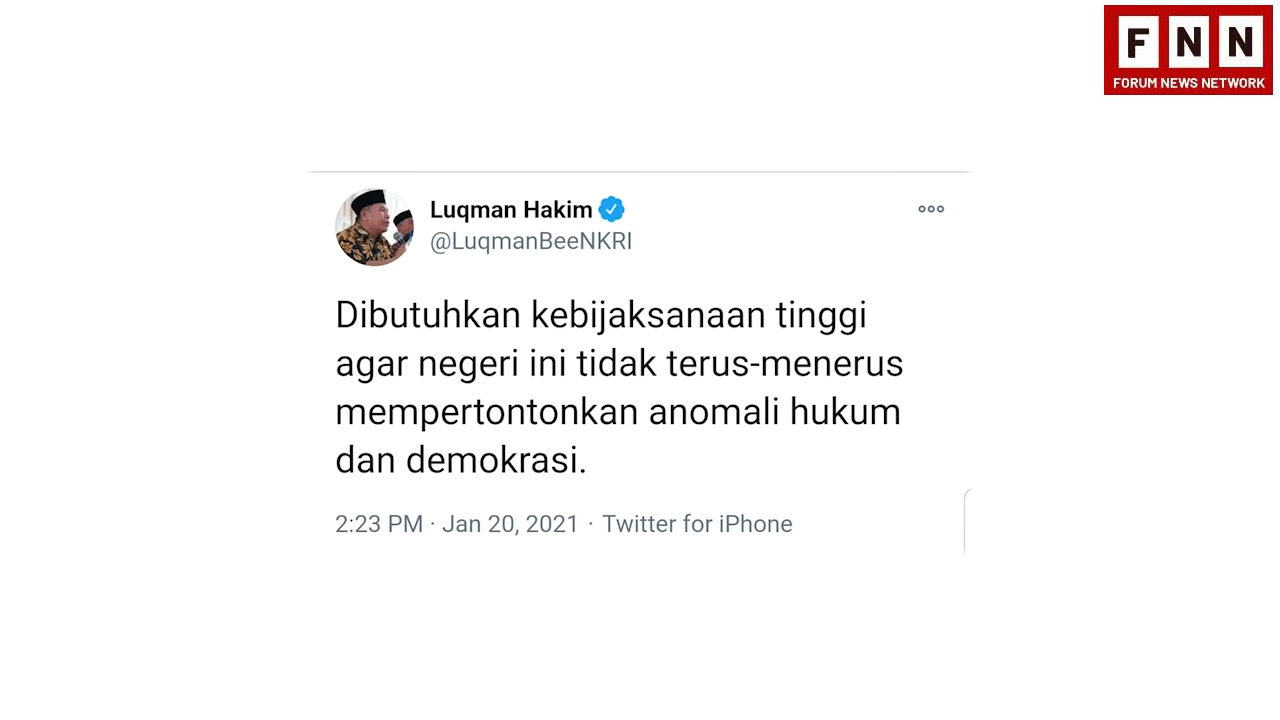 FNN
FORUM NEWS NETWORK
Luqman Hakim
@LuqmanBeeNKRI
Dibutuhkan kebijaksanaan tinggi
agar negeri ini tidak terus-menerus
mempertontonkan anomali hukum
dan demokrasi.
2:23 PM · Jan 20, 2021 · Twitter for iPhone